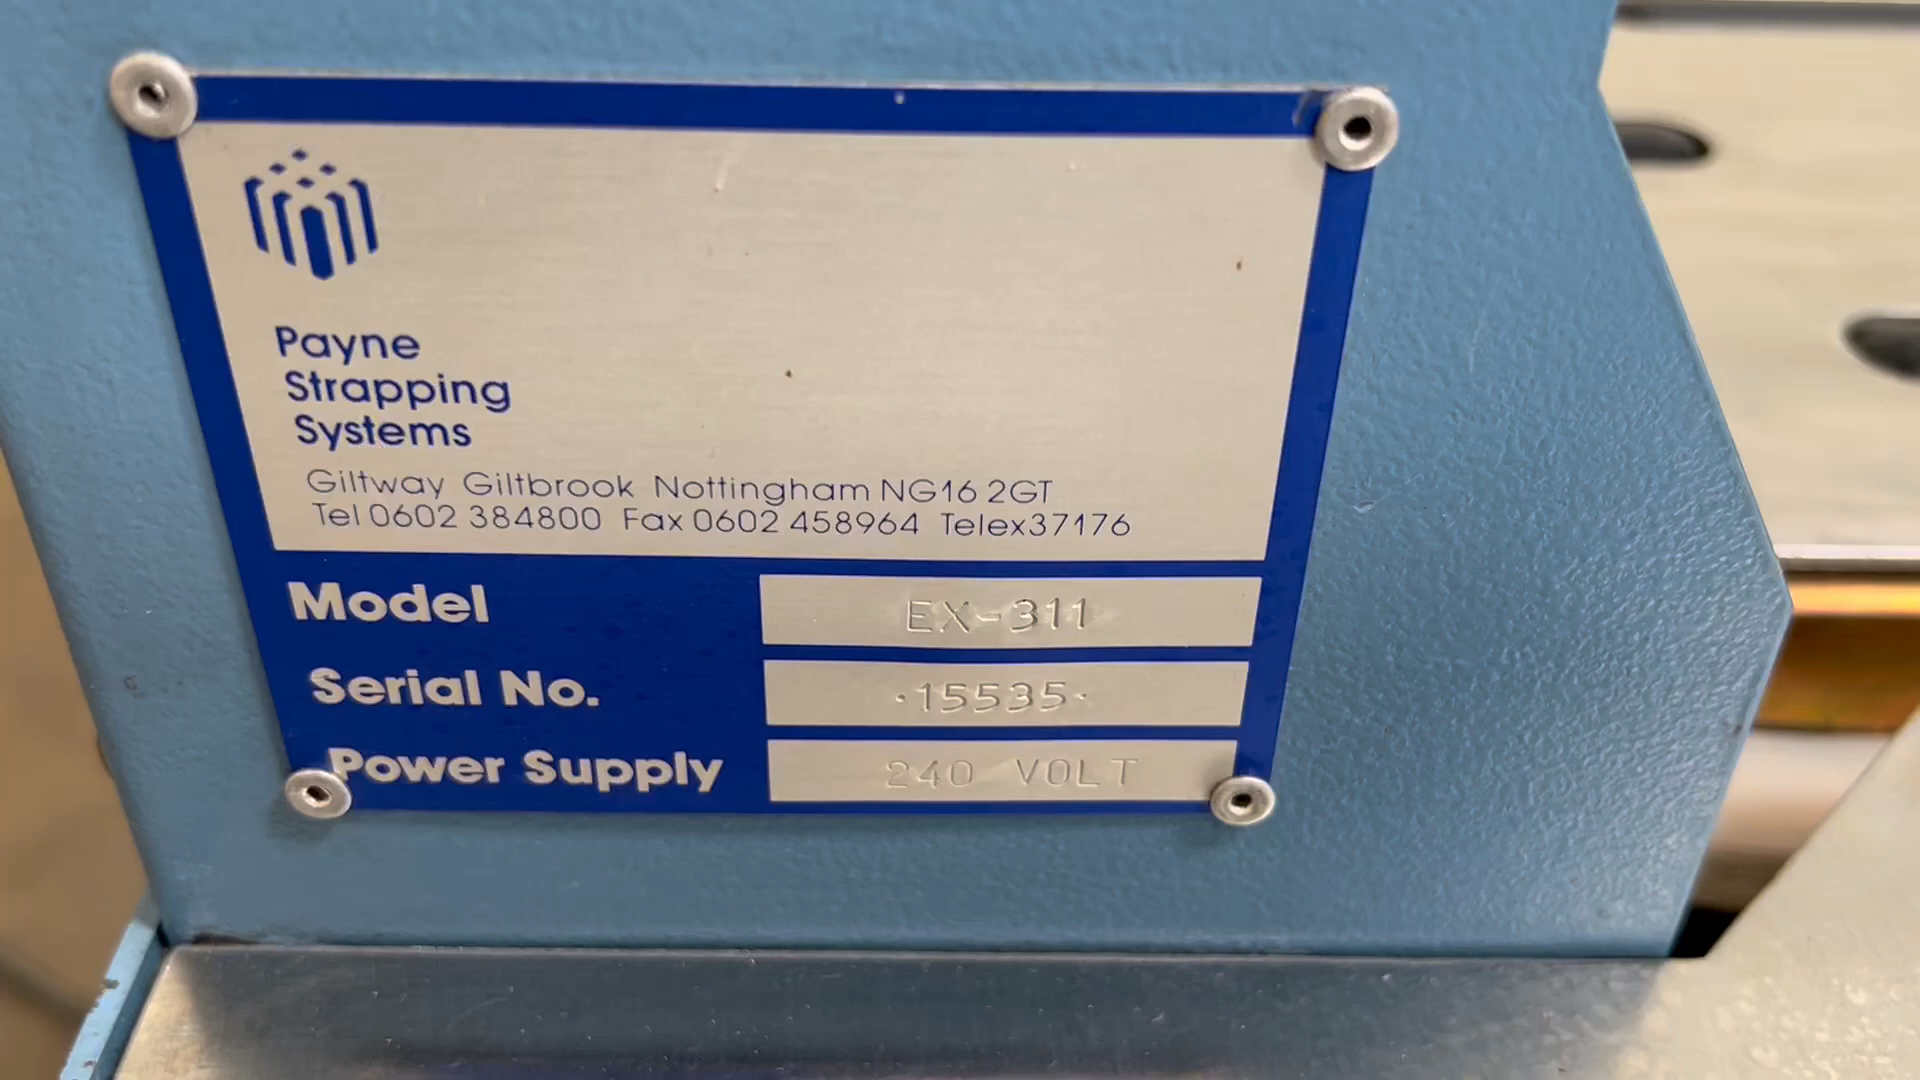 Payne
Strapping
Systems
Giltway Giltbrook Nottingham NG16 2GT
Tel 0602 384800 Fax 0602 458964 Telex37176
Model EX-311
Serial No. ·15535·
Power Supply 240 VOLT